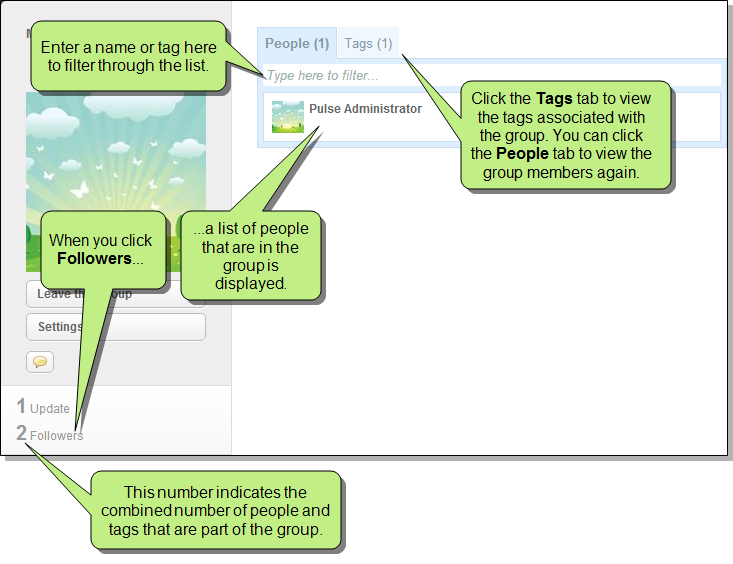 Enter a name or tag here
to filter through the list.
People (1)
Tags (1)
Type here to filter...
Pulse Administrator
Click the Tags tab to view
the tags associated with
the group. You can click
the People tab to view the
group members again.
When you click
Followers...
...a list of people
that are in the
group is
displayed.
Leave
Settings
1 Update
2 Followers
This number indicates the
combined number of people and
tags that are part of the group.